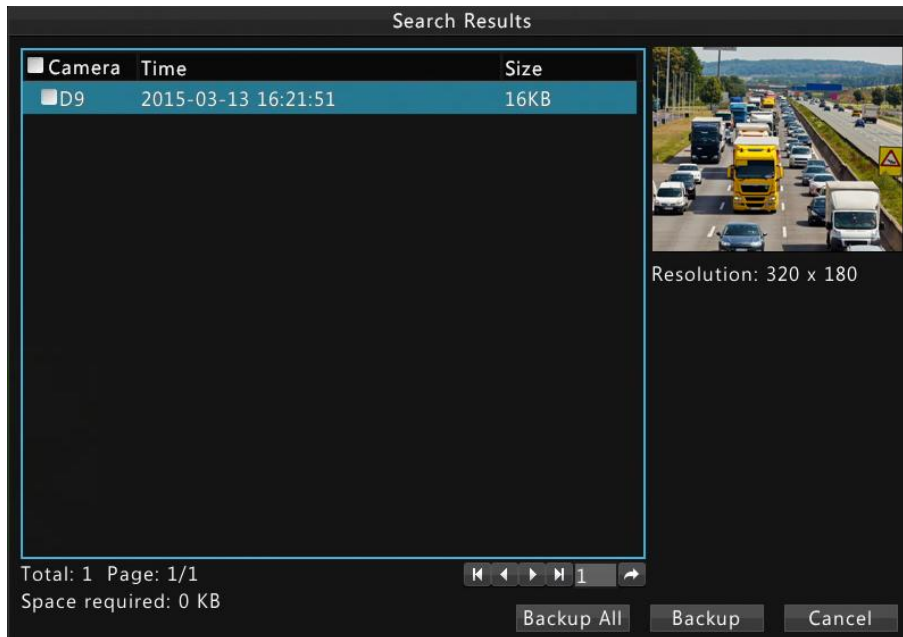 Search Results
Camera Time Size
D9 2015-03-13 16:21:51 16KB
Resolution: 320 x 180
Total: 1 Page: 1/1
1
Space required: 0 KB
Backup All Backup Cancel